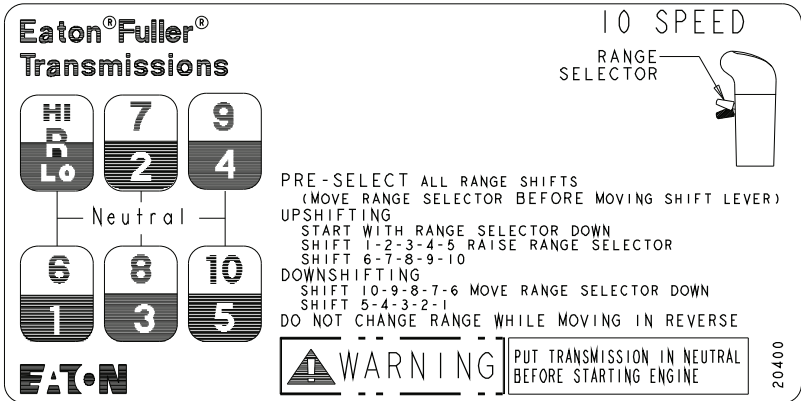 Eaton®Fuller®
Transmissions
10 SPEED
RANGE
SELECTOR
HI
R
LO
7
2
9
4
Neutral
6
1
8
3
10
5
PRE-SELECT ALL RANGE SHIFTS
(MOVE RANGE SELECTOR BEFORE MOVING SHIFT LEVER)
UPSHIFTING
START WITH RANGE SELECTOR DOWN
SHIFT 1-2-3-4-5 RAISE RANGE SELECTOR
SHIFT 6-7-8-9-10
DOWNSHIFTING
SHIFT 10-9-8-7-6 MOVE RANGE SELECTOR DOWN
SHIFT 5-4-3-2-1
DO NOT CHANGE RANGE WHILE MOVING IN REVERSE
EATON
! WARNING
PUT TRANSMISSION IN NEUTRAL
BEFORE STARTING ENGINE
20400